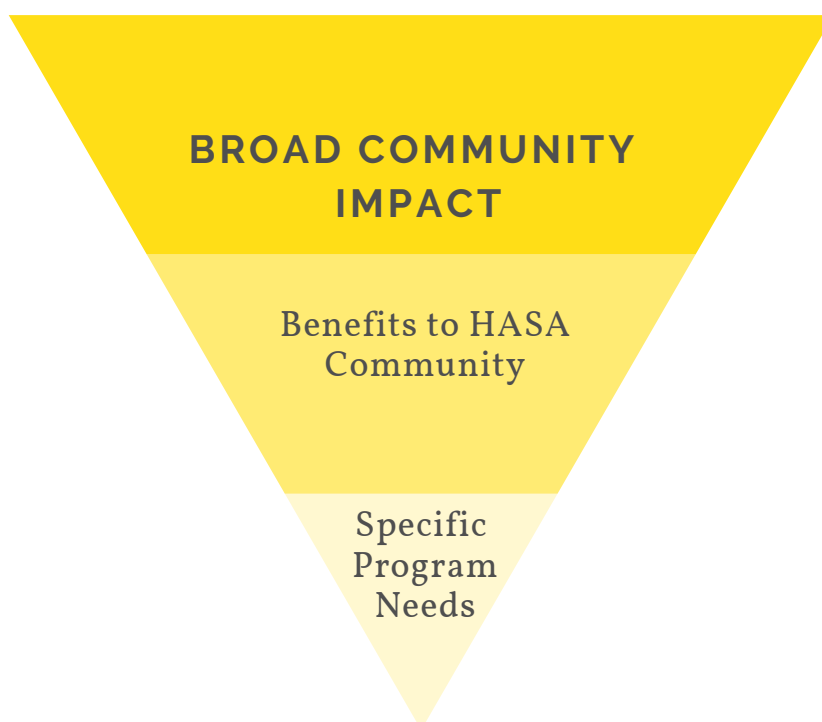 BROAD COMMUNITY
IMPACT
Benefits to HASA
Community
Specific
Program
Needs